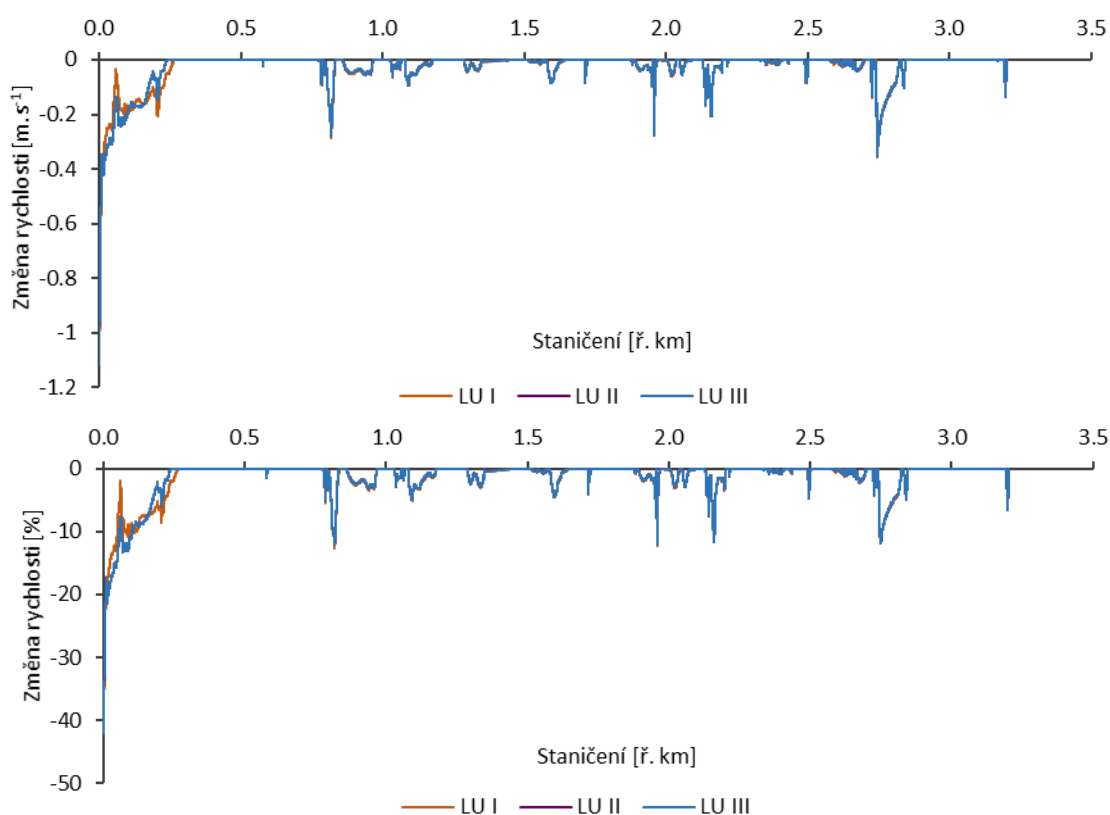 0.0 0.5 1.0 1.5 2.0 2.5 3.0 3.5
0
-0.2
-0.4
-0.6
-0.8
-1
-1.2
Změna rychlosti [m.s⁻¹]
Staničení [ř. km]
LU I LU II LU III
0.0 0.5 1.0 1.5 2.0 2.5 3.0 3.5
0
-10
-20
-30
-40
-50
Změna rychlosti [%]
Staničení [ř. km]
LU I LU II LU III